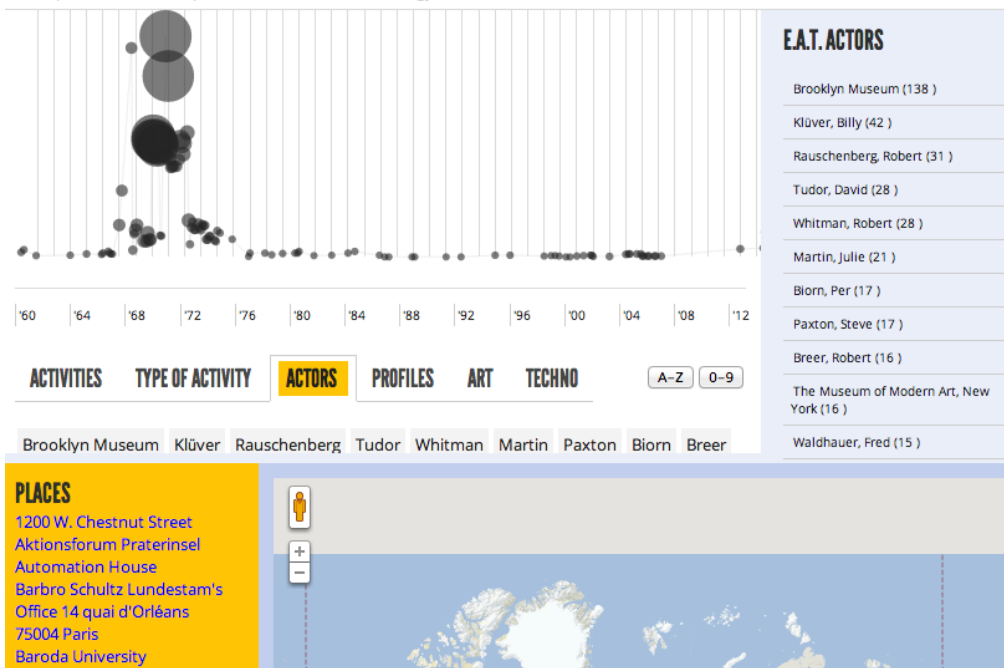 E.A.T. ACTORS
Brooklyn Museum (138 )
Klüver, Billy (42 )
Rauschenberg, Robert (31 )
Tudor, David (28 )
Whitman, Robert (28 )
Martin, Julie (21 )
Biorn, Per (17 )
Paxton, Steve (17 )
Breer, Robert (16 )
The Museum of Modern Art, New
York (16 )
Waldhauer, Fred (15 )
'60 '64 '68 '72 '76 '80 '84 '88 '92 '96 '00 '04 '08 '12
ACTIVITIES TYPE OF ACTIVITY ACTORS PROFILES ART TECHNO A-Z 0-9
Brooklyn Museum Klüver Rauschenberg Tudor Whitman Martin Paxton Biorn Breer
PLACES
1200 W. Chestnut Street
Aktionsforum Praterinsel
Automation House
Barbro Schultz Lundestam's
Office 14 quai d'Orléans
75004 Paris
Baroda University
+
−